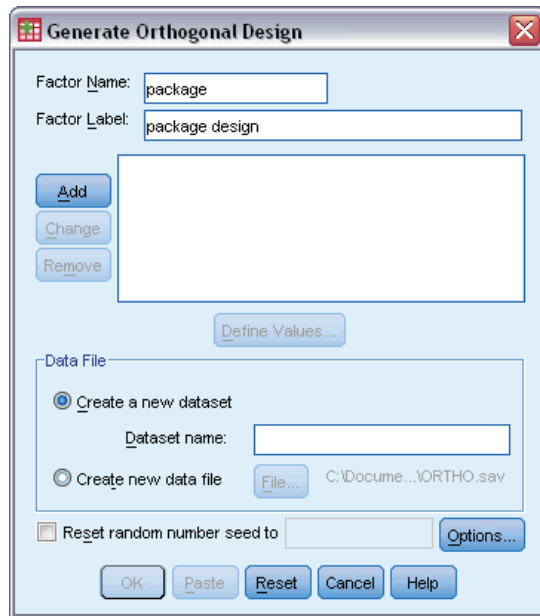 Generate Orthogonal Design
Factor Name: package
Factor Label: package design
Add
Change
Remove
Define Values...
Data File
Create a new dataset
Dataset name:
Create new data file File... C:\Docume...\ORTHO.sav
Reset random number seed to Options...
OK Paste Reset Cancel Help